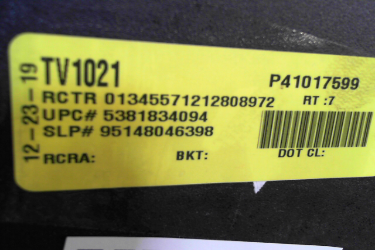 12-23-19
TV1021
P41017599
RCTR 01345571212808972 RT :7
UPC# 5381834094
SLP# 95148046398
RCRA: BKT: DOT CL: